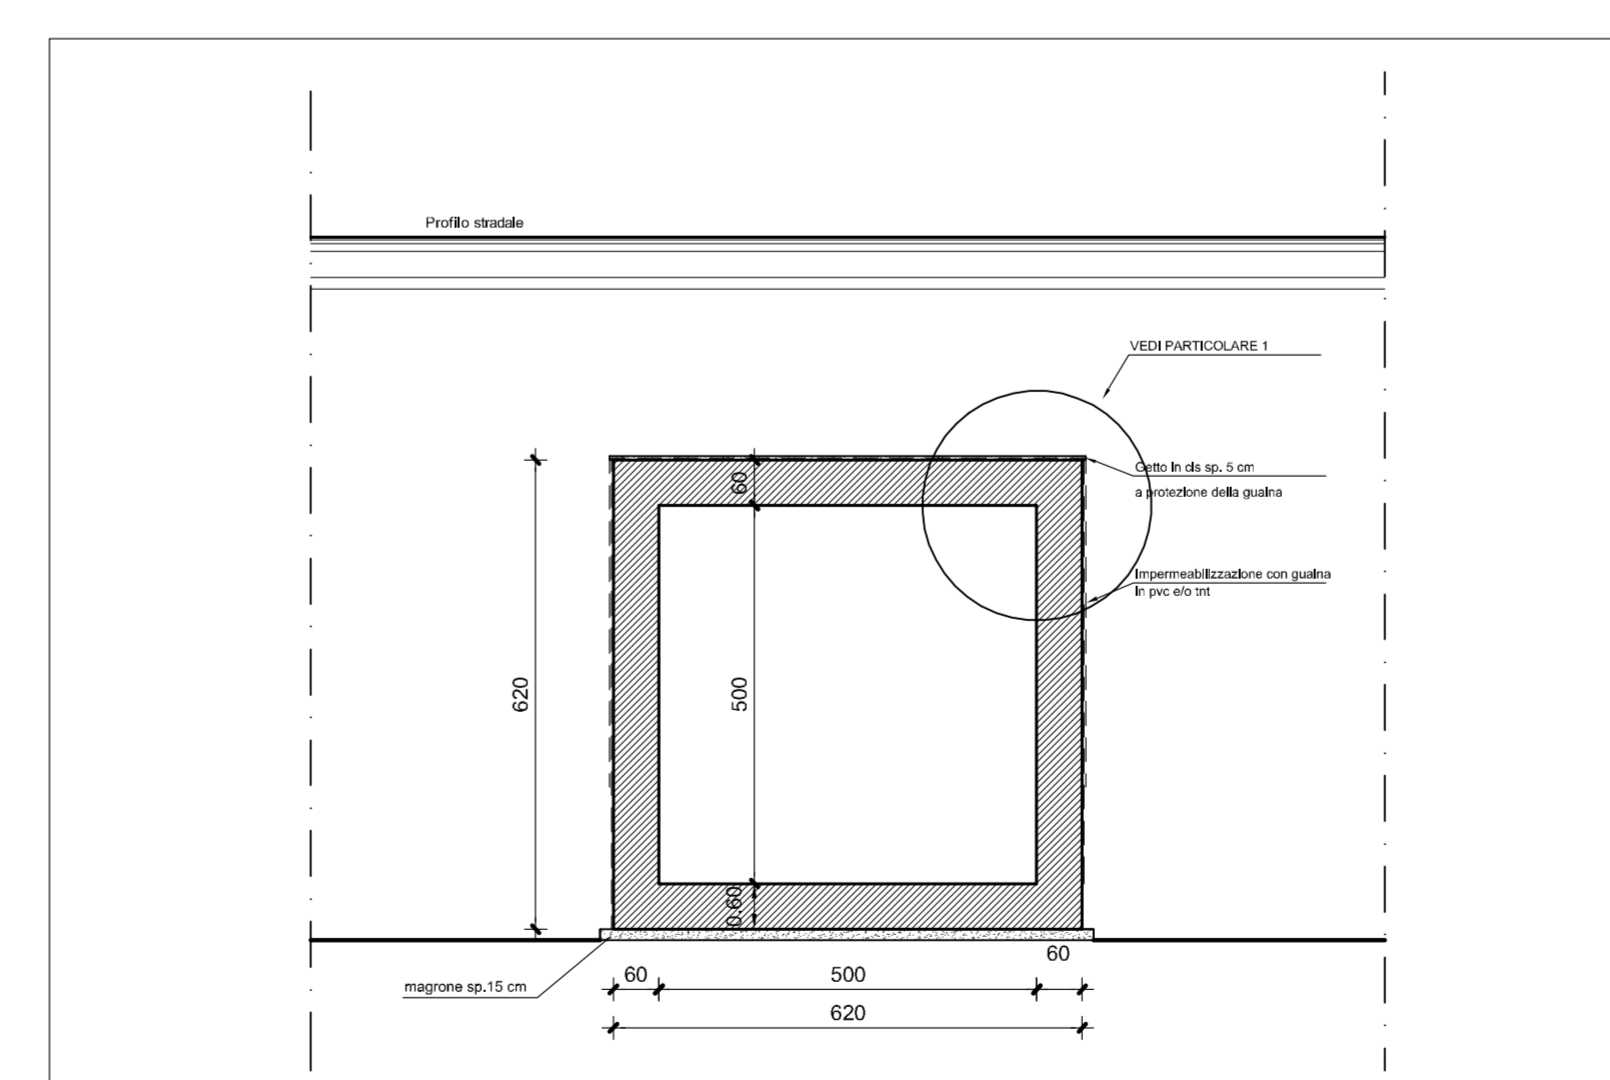 Profilo stradale
VEDI PARTICOLARE 1
Getto in cls sp. 5 cm
a protezione della guaina
Impermeabilizzazione con guaina
in pvc e/o tnt
60
620
500
0.60
magrone sp.15 cm
60
500
60
620